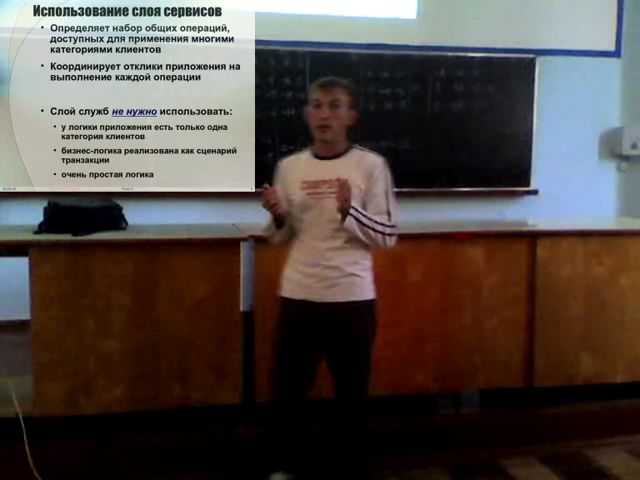 Использование слоя сервисов
• Определяет набор общих операций,
доступных для применения многими
категориями клиентов
• Координирует отклики приложения на
выполнение каждой операции
• Слой служб не нужно использовать:
• у логики приложения есть только одна
категория клиентов
• бизнес-логика реализована как сценарий
транзакции
• очень простая логика